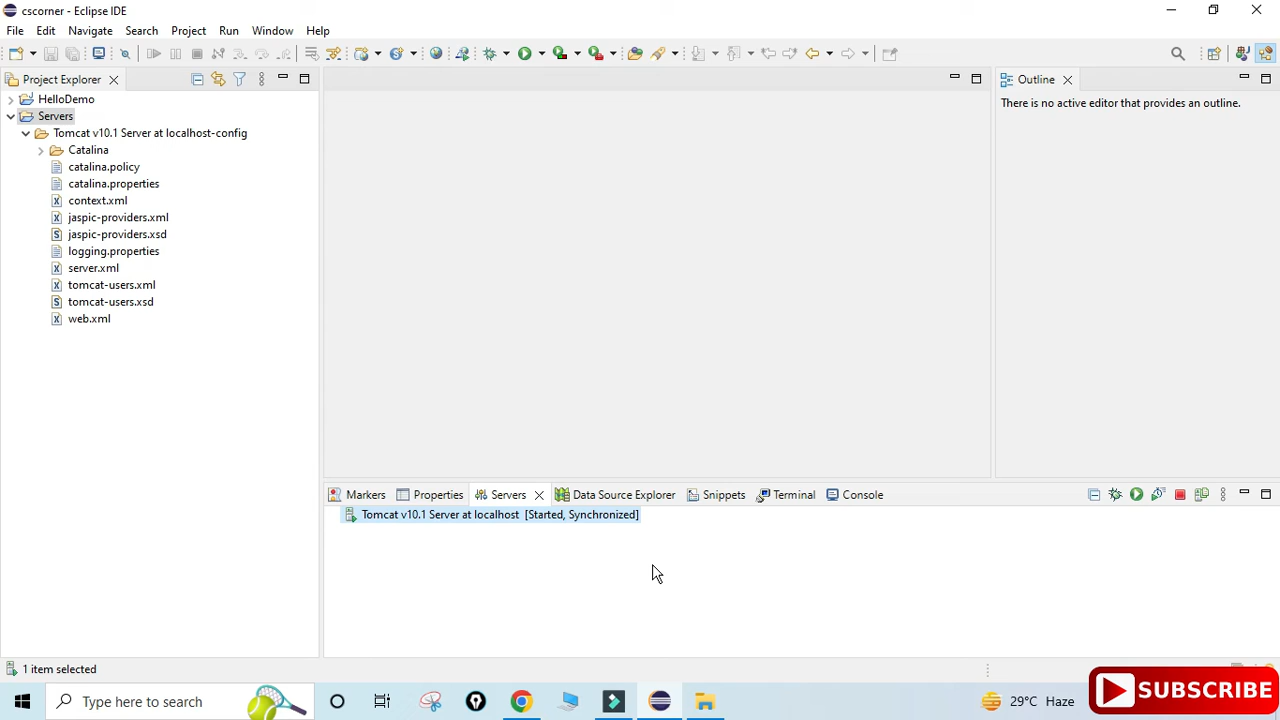 cscorner - Eclipse IDE
File Edit Navigate Search Project Run Window Help
Project Explorer
HelloDemo
Servers
Tomcat v10.1 Server at localhost-config
Catalina
catalina.policy
catalina.properties
context.xml
jaspic-providers.xml
jaspic-providers.xsd
logging.properties
server.xml
tomcat-users.xml
tomcat-users.xsd
web.xml
Outline
There is no active editor that provides an outline.
Markers Properties Servers Data Source Explorer Snippets Terminal Console
Tomcat v10.1 Server at localhost [Started, Synchronized]
1 item selected
Type here to search
29°C Haze
SUBSCRIBE